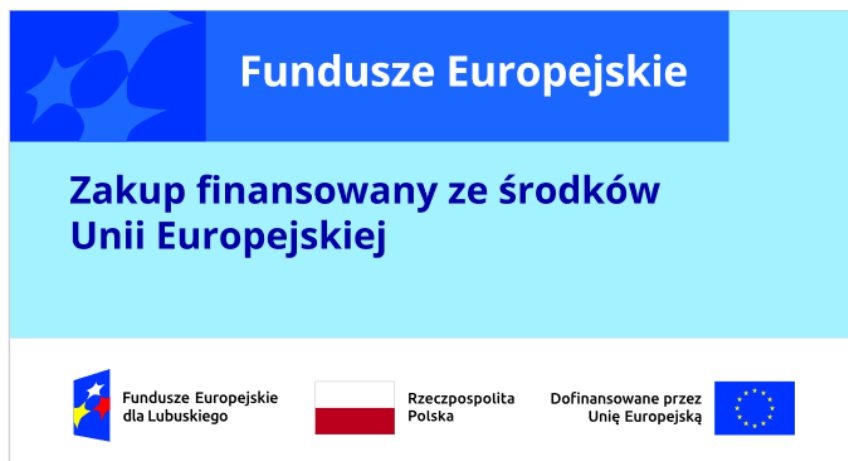 Fundusze Europejskie
Zakup finansowany ze środków
Unii Europejskiej
Fundusze Europejskie
dla Lubuskiego
Rzeczpospolita
Polska
Dofinansowane przez
Unię Europejską